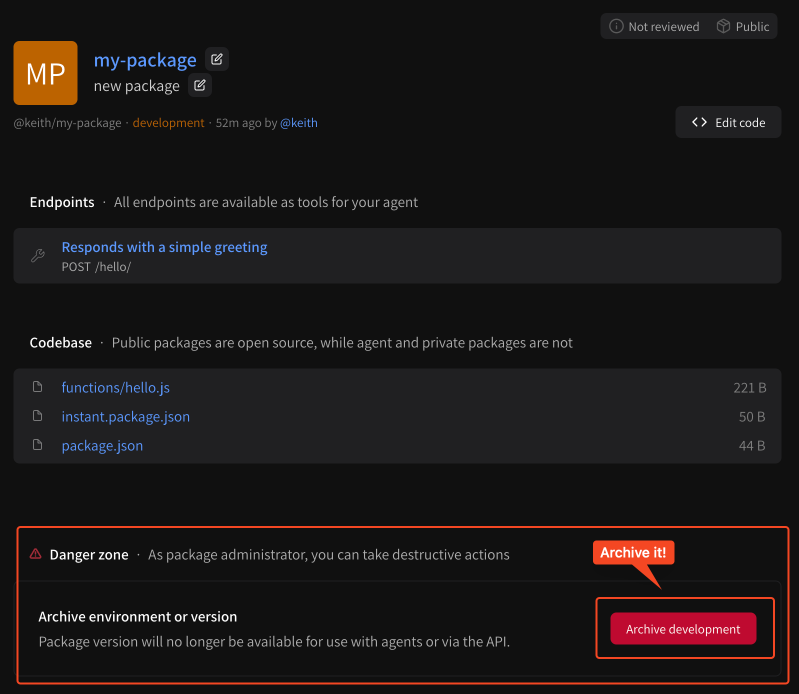 Not reviewed Public
MP
my-package
new package
@keith/my-package · development · 52m ago by @keith
Edit code
Endpoints · All endpoints are available as tools for your agent
Responds with a simple greeting
POST /hello/
Codebase · Public packages are open source, while agent and private packages are not
functions/hello.js 221 B
instant.package.json 50 B
package.json 44 B
Danger zone · As package administrator, you can take destructive actions
Archive it!
Archive environment or version
Package version will no longer be available for use with agents or via the API.
Archive development